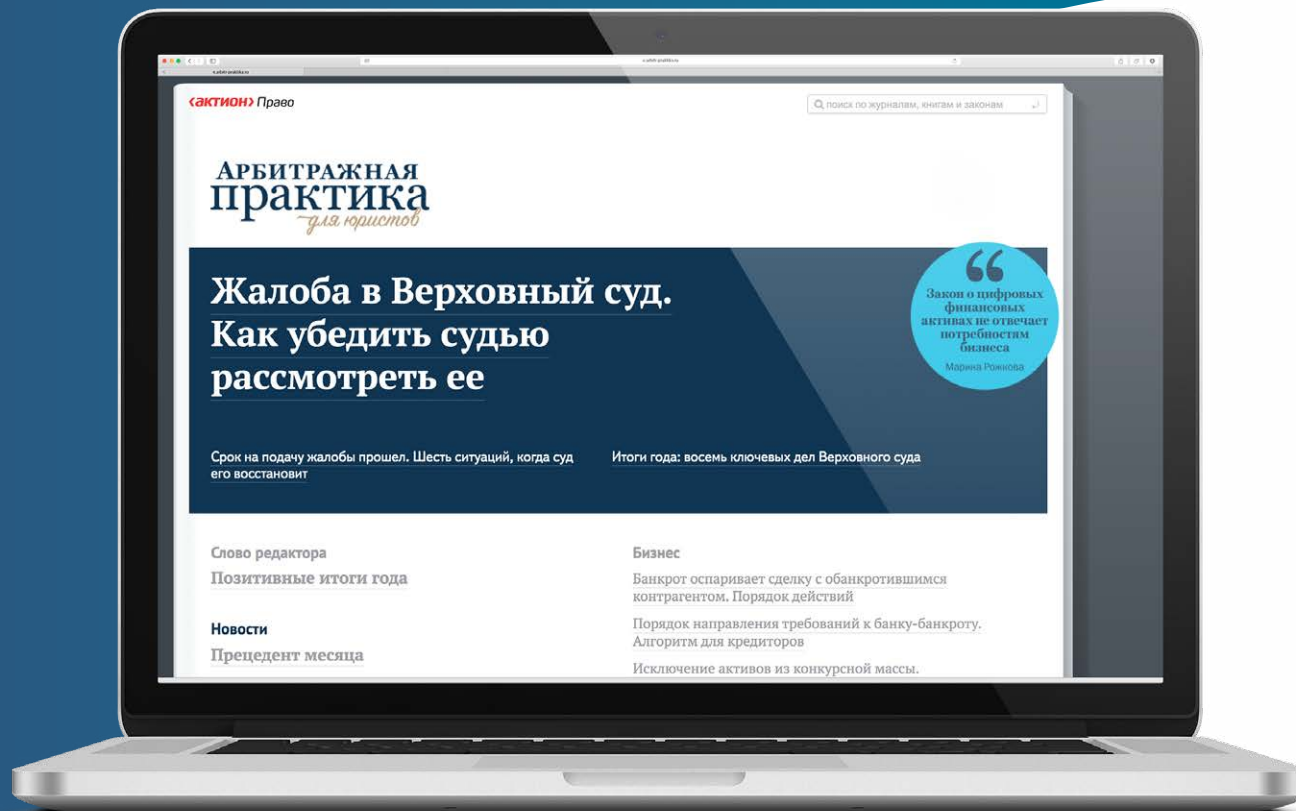 ‹актион› Право
поиск по журналам, книгам и законам
Арбитражная
практика
для юристов
Жалоба в Верховный суд.
Как убедить судью
рассмотреть ее
“
Закон о цифровых
финансовых
активах не отвечает
потребностям
бизнеса
Марина Рожкова
Срок на подачу жалобы прошел. Шесть ситуаций, когда суд
его восстановит
Итоги года: восемь ключевых дел Верховного суда
Слово редактора
Позитивные итоги года
Новости
Прецедент месяца
Бизнес
Банкрот оспаривает сделку с обанкротившимся
контрагентом. Порядок действий
Порядок направления требований к банку-банкроту.
Алгоритм для кредиторов
Исключение активов из конкурсной массы.